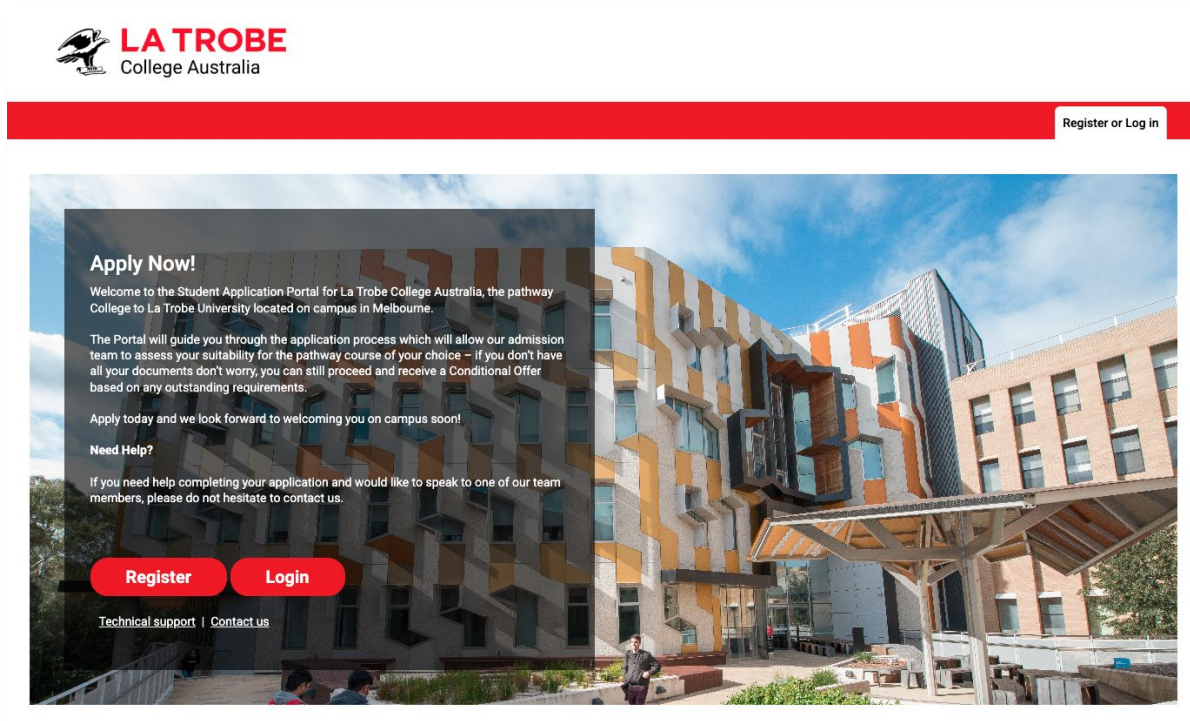 LA TROBE
College Australia
Register or Log in
Apply Now!
Welcome to the Student Application Portal for La Trobe College Australia, the pathway
College to La Trobe University located on campus in Melbourne.
The Portal will guide you through the application process which will allow our admission
team to assess your suitability for the pathway course of your choice – if you don't have
all your documents don't worry, you can still proceed and receive a Conditional Offer
based on any outstanding requirements.
Apply today and we look forward to welcoming you on campus soon!
Need Help?
If you need help completing your application and would like to speak to one of our team
members, please do not hesitate to contact us.
Register Login
Technical support | Contact us